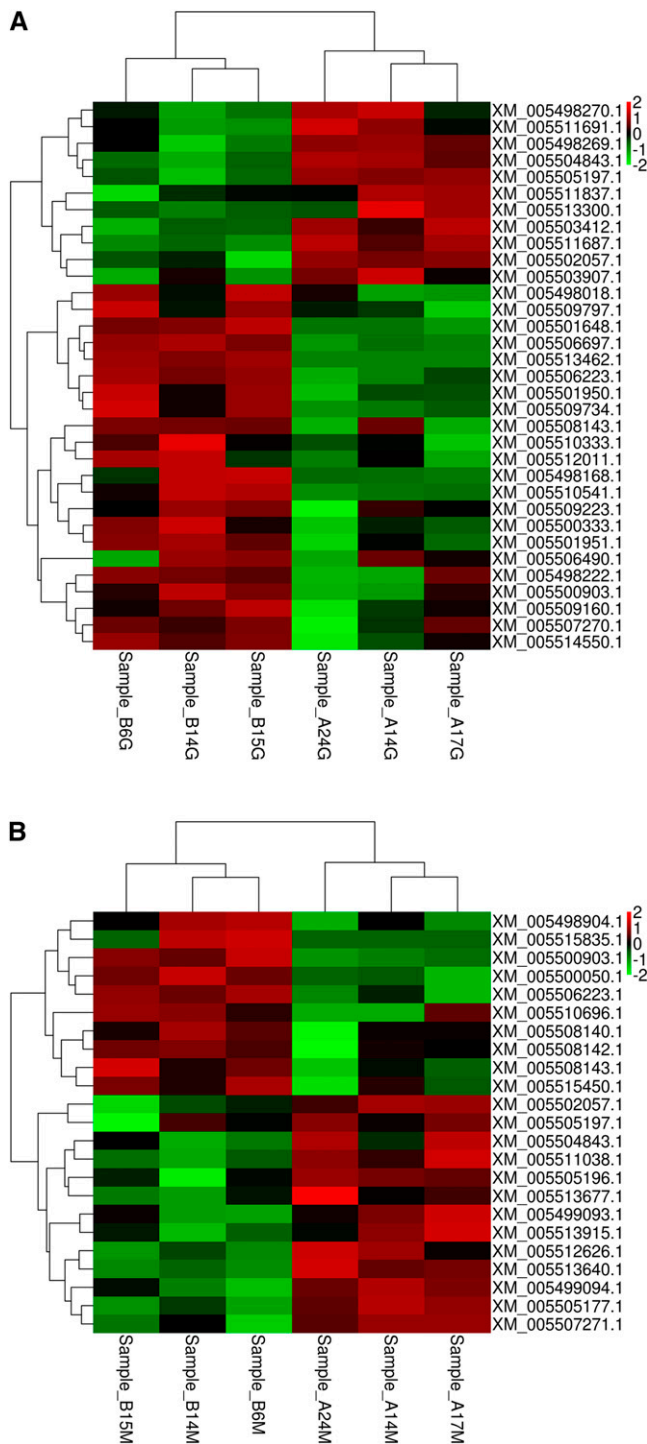 A
XM_005498270.1
XM_005511691.1
XM_005498269.1
XM_005504843.1
XM_005505197.1
XM_005511837.1
XM_005513300.1
XM_005503412.1
XM_005511687.1
XM_005502057.1
XM_005503907.1
XM_005498018.1
XM_005509797.1
XM_005501648.1
XM_005506697.1
XM_005513462.1
XM_005506223.1
XM_005501950.1
XM_005509734.1
XM_005508143.1
XM_005510333.1
XM_005512011.1
XM_005498168.1
XM_005510541.1
XM_005509223.1
XM_005500333.1
XM_005501951.1
XM_005506490.1
XM_005498222.1
XM_005500903.1
XM_005509160.1
XM_005507270.1
XM_005514550.1
2
1
0
-1
-2
Sample_B6G
Sample_B14G
Sample_B15G
Sample_A24G
Sample_A14G
Sample_A17G
B
XM_005498904.1
XM_005515835.1
XM_005500903.1
XM_005500050.1
XM_005506223.1
XM_005510696.1
XM_005508140.1
XM_005508142.1
XM_005508143.1
XM_005515450.1
XM_005502057.1
XM_005505197.1
XM_005504843.1
XM_005511038.1
XM_005505196.1
XM_005513677.1
XM_005499093.1
XM_005513915.1
XM_005512626.1
XM_005513640.1
XM_005499094.1
XM_005505177.1
XM_005507271.1
2
1
0
-1
-2
Sample_B15M
Sample_B14M
Sample_B6M
Sample_A24M
Sample_A14M
Sample_A17M